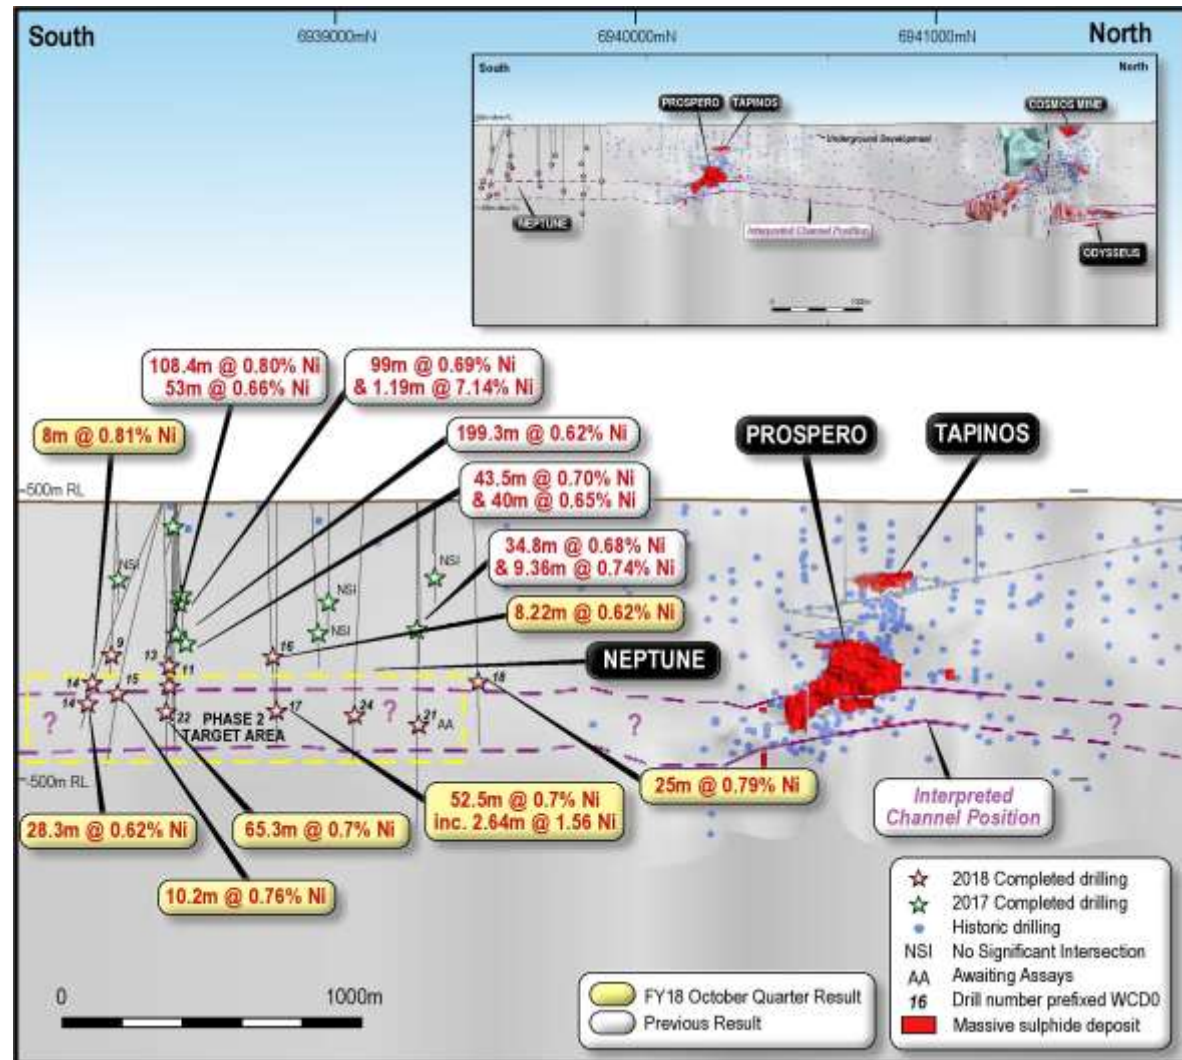 South
6939000mN
6940000mN
6941000mN
North
South
North
PROSPERO
TAPINOS
COSMOS MINE
Underground Development
NEPTUNE
Interpreted Channel Position
ODYSSEUS
0
1000m
108.4m @ 0.80% Ni
53m @ 0.66% Ni
99m @ 0.69% Ni
& 1.19m @ 7.14% Ni
8m @ 0.81% Ni
199.3m @ 0.62% Ni
PROSPERO
TAPINOS
43.5m @ 0.70% Ni
& 40m @ 0.65% Ni
500m RL
34.8m @ 0.68% Ni
& 9.36m @ 0.74% Ni
NSI
NSI
NSI
8.22m @ 0.62% Ni
9
13
11
16
NEPTUNE
14
15
18
14
22
17
24
21
AA
?
?
?
?
PHASE 2
TARGET AREA
-500m RL
25m @ 0.79% Ni
28.3m @ 0.62% Ni
65.3m @ 0.7% Ni
52.5m @ 0.7% Ni
inc. 2.64m @ 1.56 Ni
Interpreted
Channel Position
10.2m @ 0.76% Ni
2018 Completed drilling
2017 Completed drilling
Historic drilling
NSI No Significant Intersection
AA Awaiting Assays
16 Drill number prefixed WCD0
Massive sulphide deposit
0
1000m
FY18 October Quarter Result
Previous Result